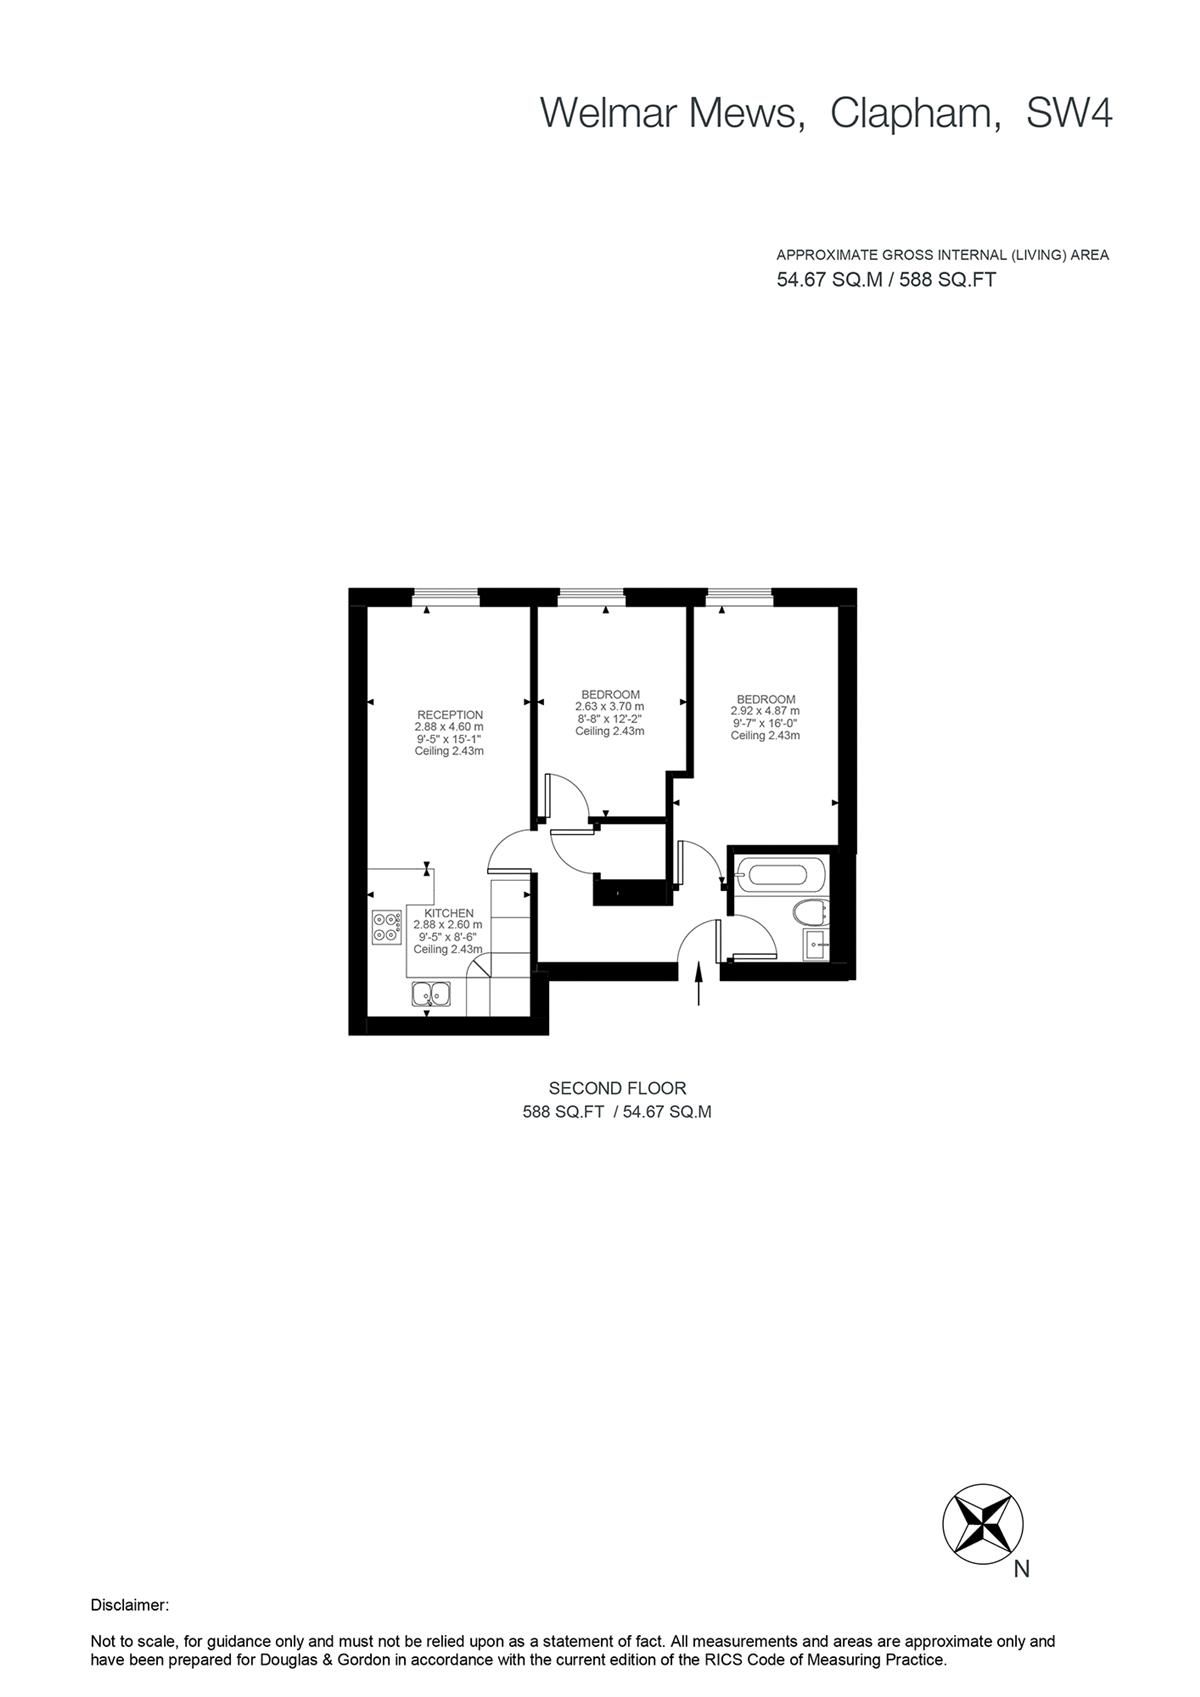 Welmar Mews, Clapham, SW4
APPROXIMATE GROSS INTERNAL (LIVING) AREA
54.67 SQ.M / 588 SQ.FT
RECEPTION
2.88 x 4.60 m
9'-5" x 15'-1"
Ceiling 2.43m
BEDROOM
2.63 x 3.70 m
8'-8" x 12'-2"
Ceiling 2.43m
BEDROOM
2.92 x 4.87 m
9'-7" x 16'-0"
Ceiling 2.43m
KITCHEN
2.88 x 2.60 m
9'-5" x 8'-6"
Ceiling 2.43m
SECOND FLOOR
588 SQ.FT / 54.67 SQ.M
N
Disclaimer:
Not to scale, for guidance only and must not be relied upon as a statement of fact. All measurements and areas are approximate only and
have been prepared for Douglas & Gordon in accordance with the current edition of the RICS Code of Measuring Practice.